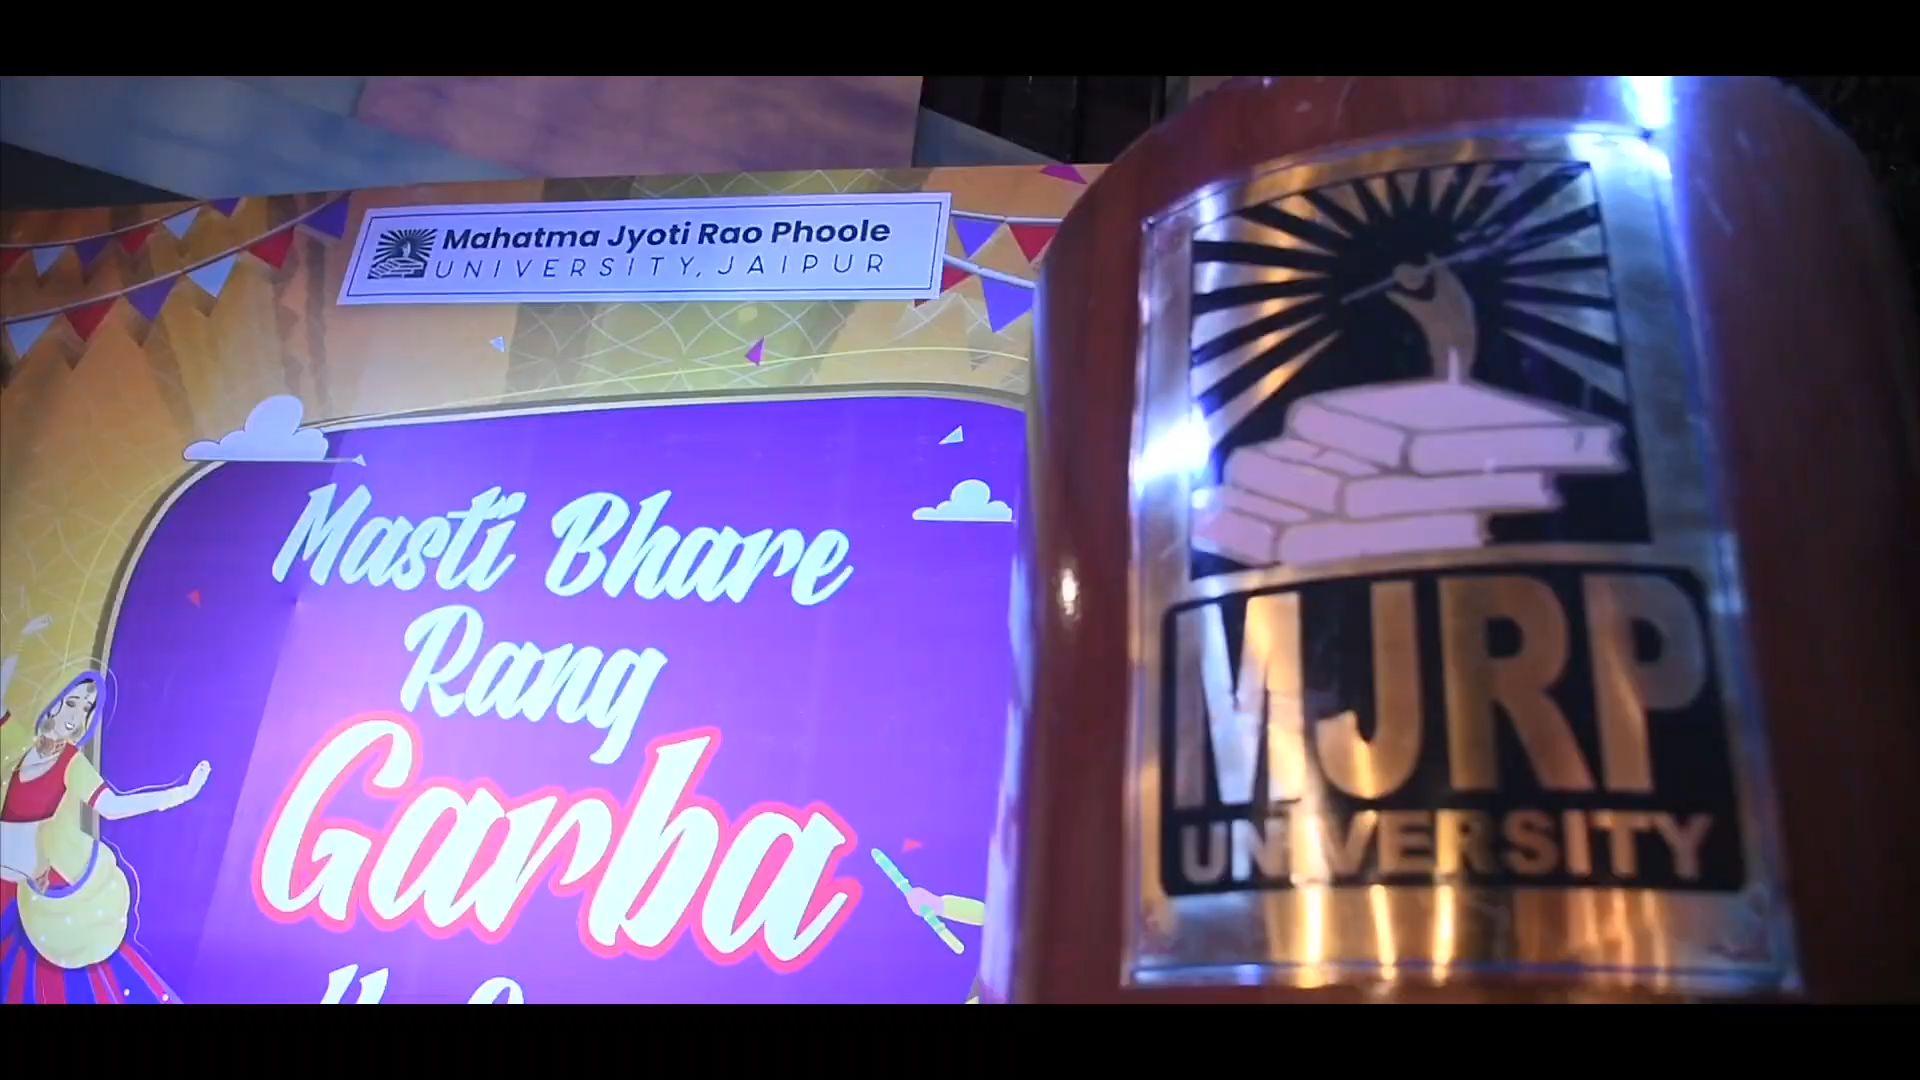 Mahatma Jyoti Rao Phoole
UNIVERSITY, JAIPUR
Masti Bhare
Rang
Garba
MJRP
UNIVERSITY